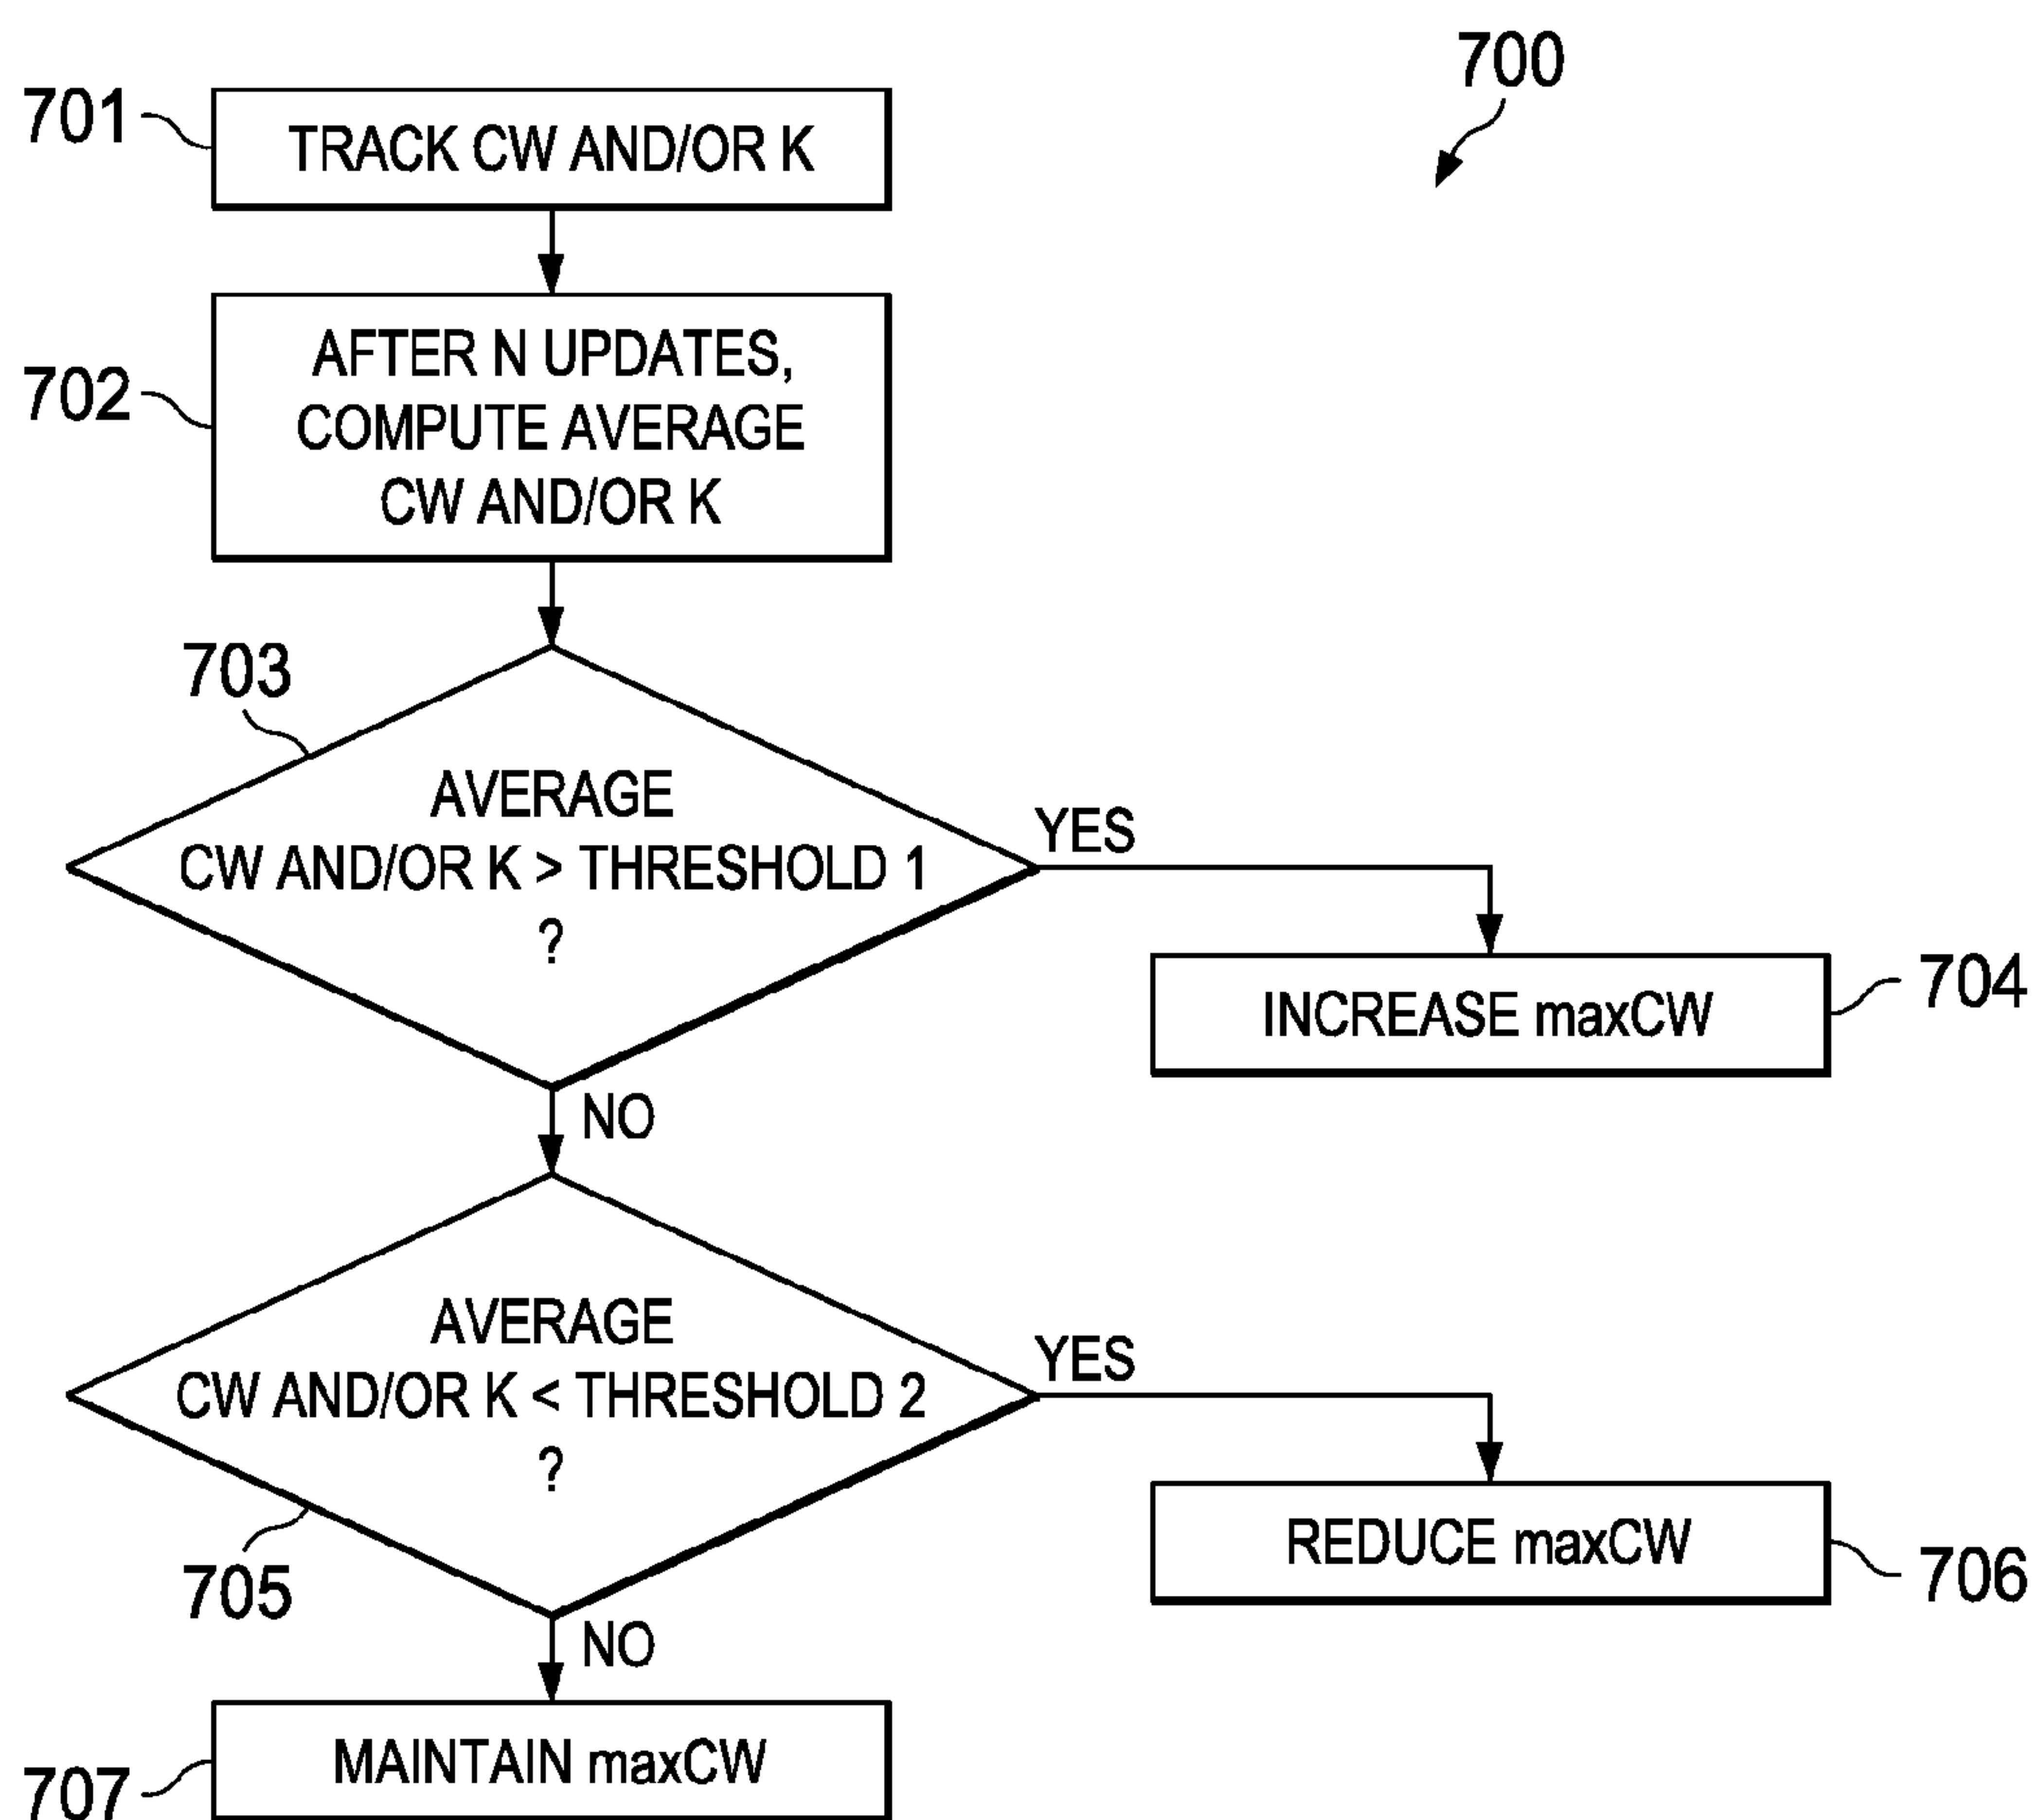 700
701
TRACK CW AND/OR K
702
AFTER N UPDATES,
COMPUTE AVERAGE
CW AND/OR K
703
AVERAGE
CW AND/OR K > THRESHOLD 1
?
YES
INCREASE maxCW
704
NO
AVERAGE
CW AND/OR K < THRESHOLD 2
?
YES
705
REDUCE maxCW
706
NO
MAINTAIN maxCW
707